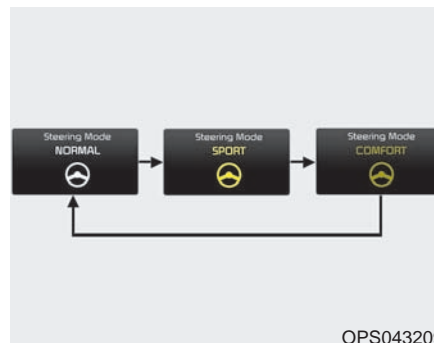 Steering Mode
NORMAL
Steering Mode
SPORT
Steering Mode
COMFORT
OPS04320